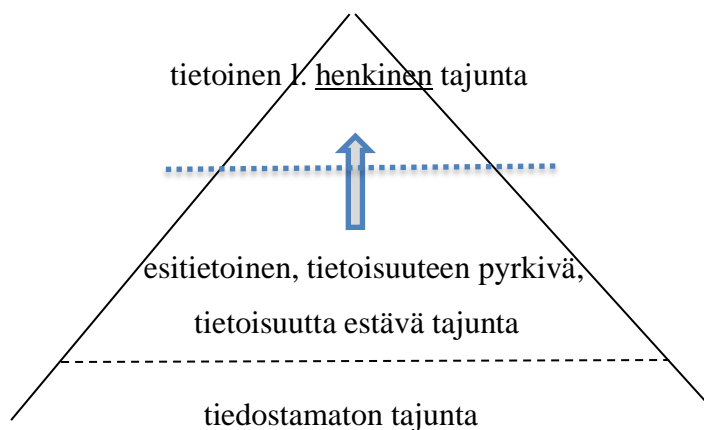 tietoinen l. henkinen tajunta
esitietoinen, tietoisuuteen pyrkivä,
tietoisuutta estävä tajunta
tiedostamaton tajunta